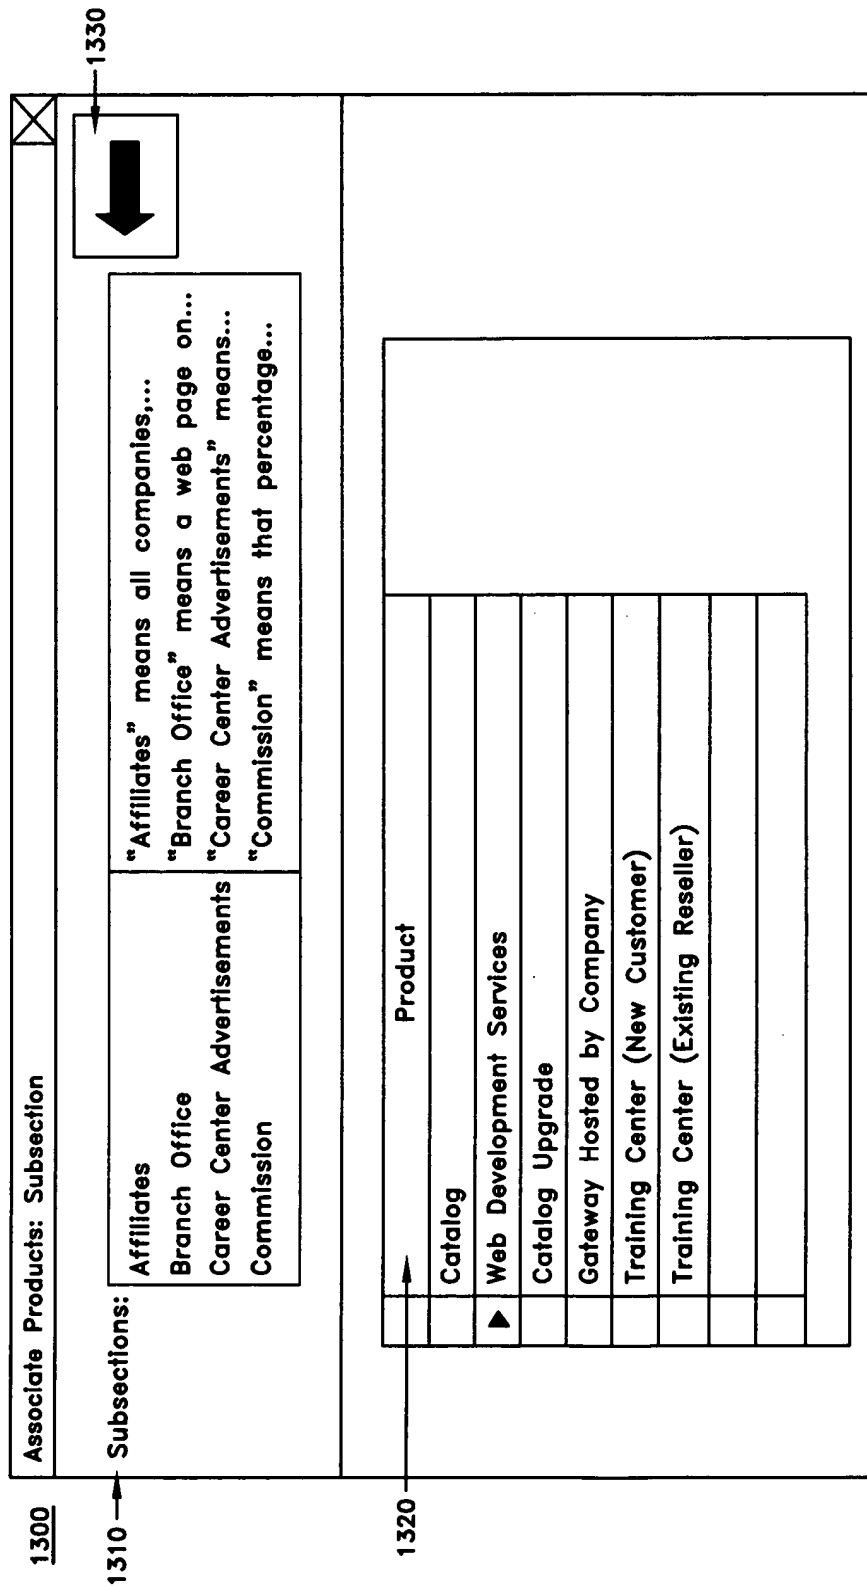 1300
Associate Products: Subsection
1330
1310
Subsections:
Affiliates "Affiliates" means all companies,...
Branch Office "Branch Office" means a web page on...
Career Center Advertisements "Career Center Advertisements" means...
Commission "Commission" means that percentage...
1320
Product
Catalog
Web Development Services
Catalog Upgrade
Gateway Hosted by Company
Training Center (New Customer)
Training Center (Existing Reseller)